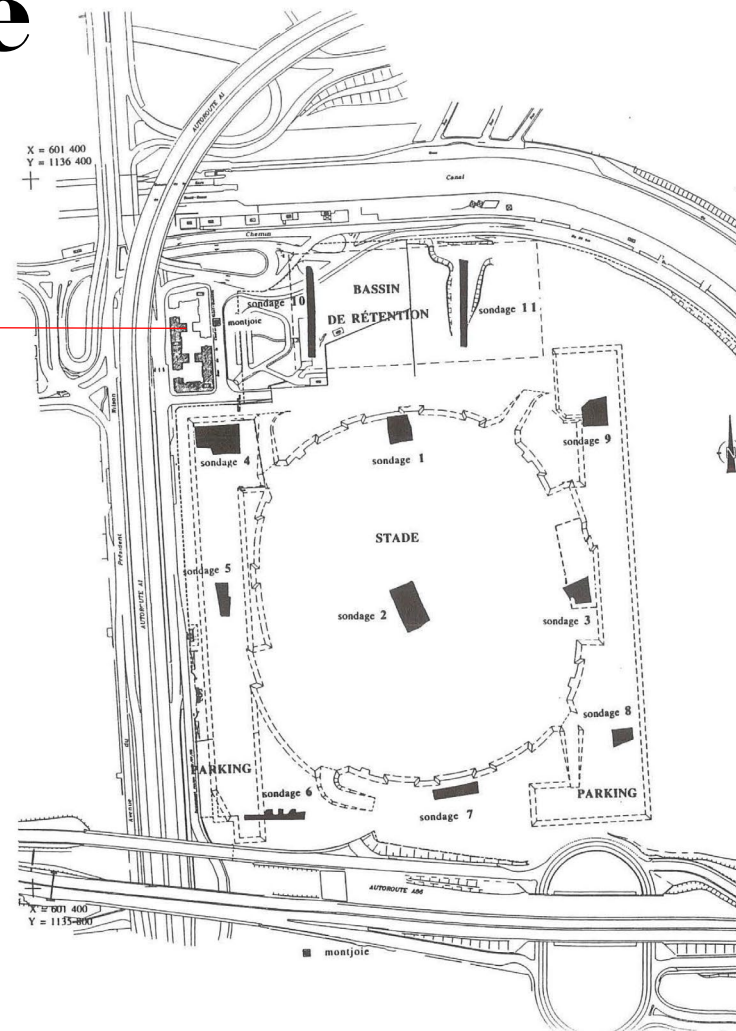 e
AUTOROUTE A1
X = 601 400
Y = 1136 400
Canal
Chemin
sondage 10
BASSIN
DE RÉTENTION
sondage 11
montjoie
Wilson
sondage 4
sondage 1
sondage 9
N
STADE
sondage 5
Président
AUTOROUTE A1
sondage 2
sondage 3
sondage 8
PARKING
sondage 6
PARKING
sondage 7
Avenue
du
AUTOROUTE A86
X = 601 400
Y = 1135 800
montjoie